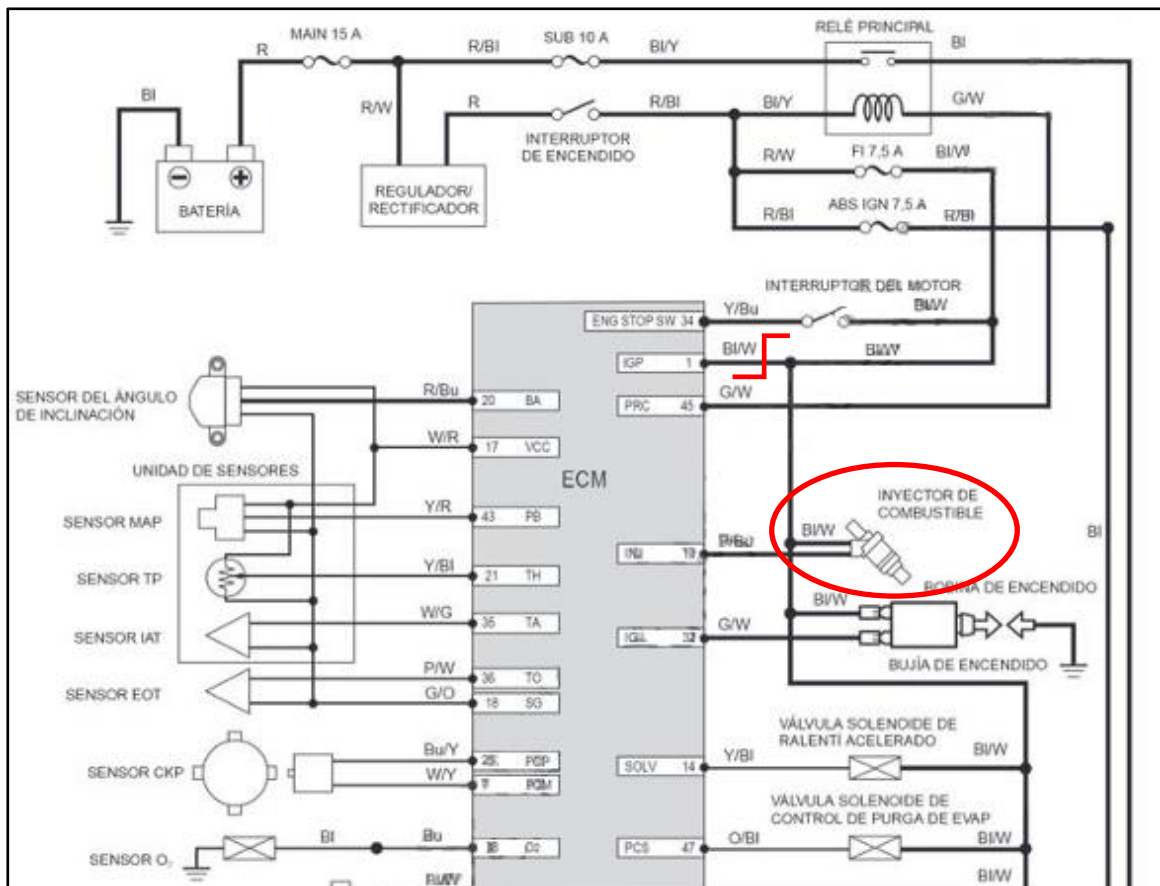 MAIN 15 A
SUB 10 A
RELÉ PRINCIPAL
R
R/Bl
Bl/Y
Bl
Bl
R/W
R
R/Bl
Bl/Y
G/W
INTERRUPTOR
DE ENCENDIDO
R/W
FI 7,5 A
Bl/W
BATERÍA
REGULADOR/
RECTIFICADOR
R/Bl
ABS IGN 7,5 A
R/Bl
INTERRUPTOR DEL MOTOR
ENG STOP SW 34
Y/Bu
Bl/W
IGP 1
Bl/W
Bl/W
PRC 45
G/W
SENSOR DEL ÁNGULO
DE INCLINACIÓN
R/Bu
20 BA
W/R
17 VCC
ECM
UNIDAD DE SENSORES
SENSOR MAP
Y/R
43 PB
INYECTOR DE
COMBUSTIBLE
Bl/W
Bl
SENSOR TP
Y/Bl
21 TH
BOBINA DE ENCENDIDO
Bl/W
SENSOR IAT
W/G
35 TA
G/W
BUJÍA DE ENCENDIDO
SENSOR EOT
P/W
36 TO
G/O
18 SG
VÁLVULA SOLENOIDE DE
RALENTÍ ACELERADO
SENSOR CKP
Bu/Y
W/Y
SOLV 14
Y/Bl
Bl/W
VÁLVULA SOLENOIDE DE
CONTROL DE PURGA DE EVAP
SENSOR O₂
Bl
Bu
PCS 47
O/Bl
Bl/W
Bl/W